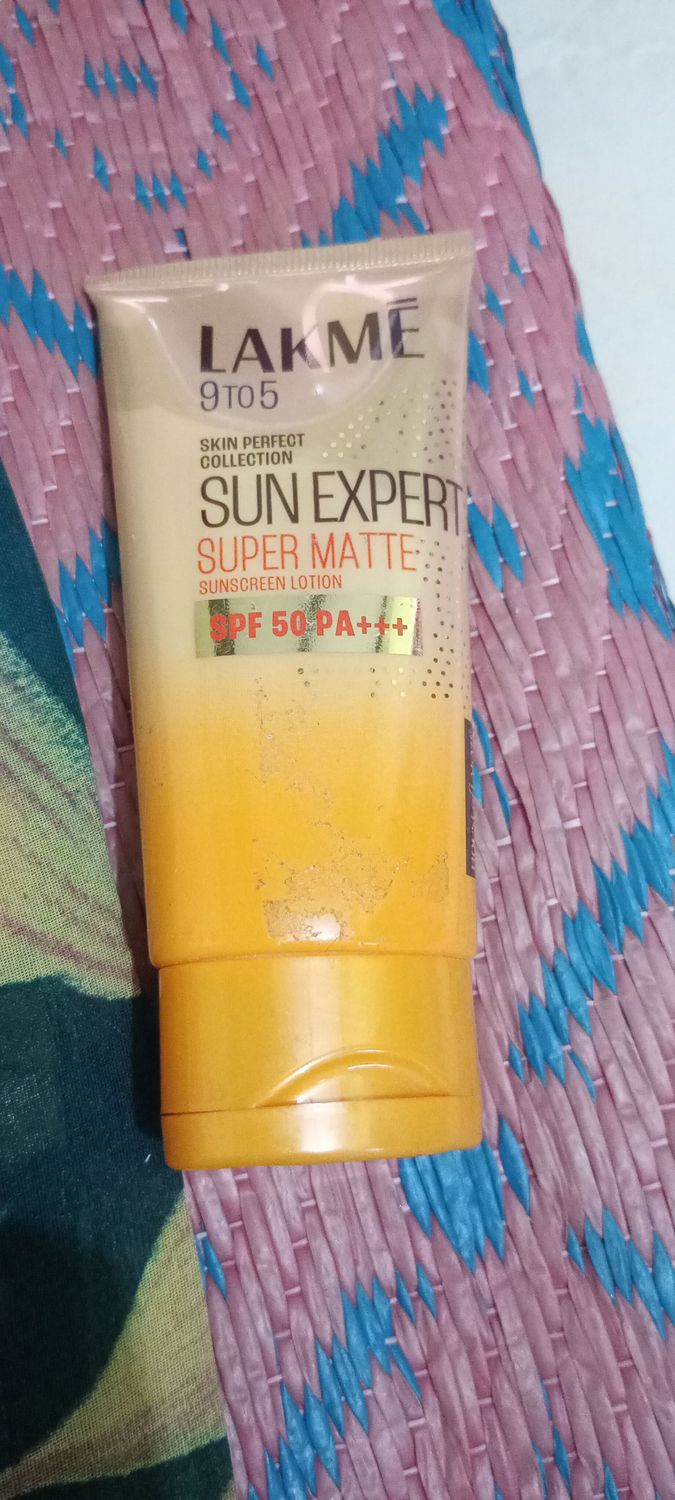 LAKMĒ
9TO5
SKIN PERFECT
COLLECTION
SUN EXPERT
SUPER MATTE
SUNSCREEN LOTION
SPF 50 PA+++